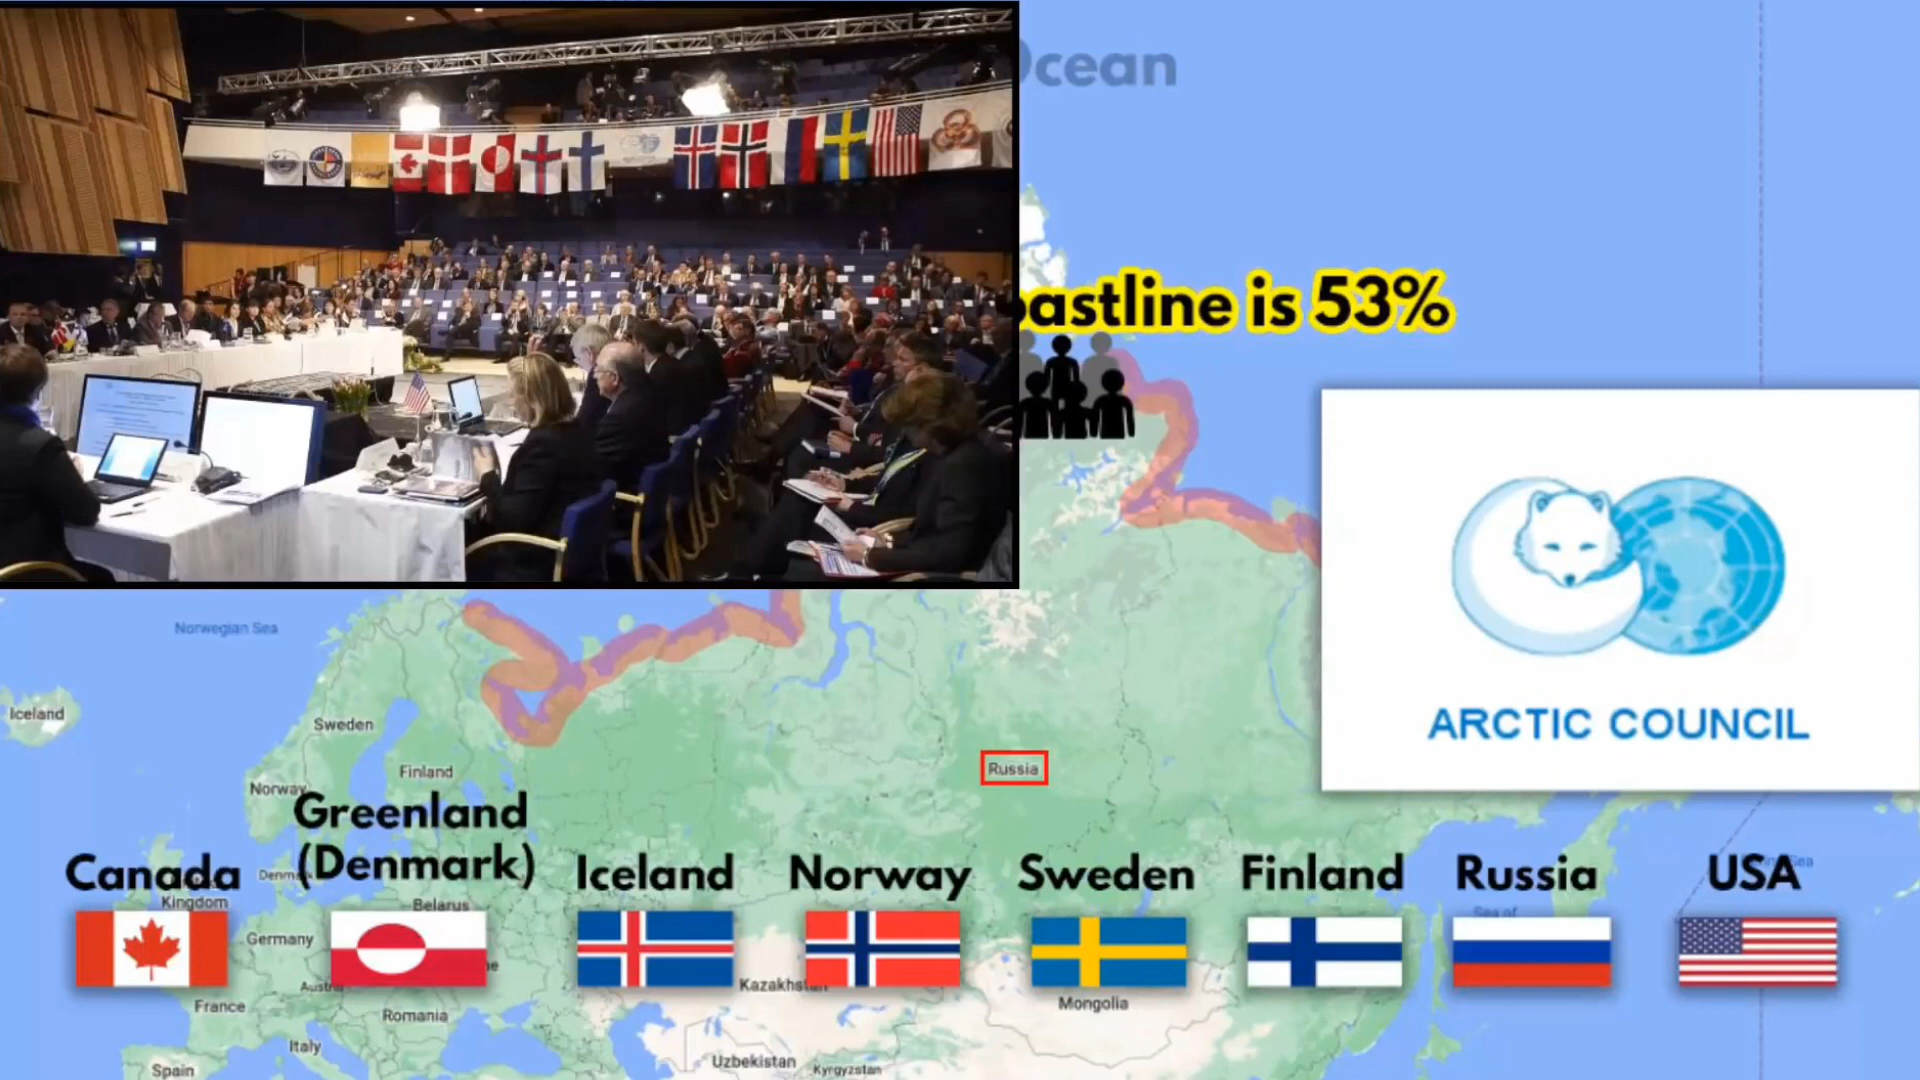 Ocean
oastline is 53%
Norwegian Sea
ARCTIC COUNCIL
Iceland
Sweden
Finland
Russia
Norway
Greenland
(Denmark)
Canada
Iceland
Norway
Sweden
Finland
Russia
USA
Kingdom
Belarus
Germany
Kazakhstan
Mongolia
France
Romania
Italy
Uzbekistan
Kyrgyzstan
Spain